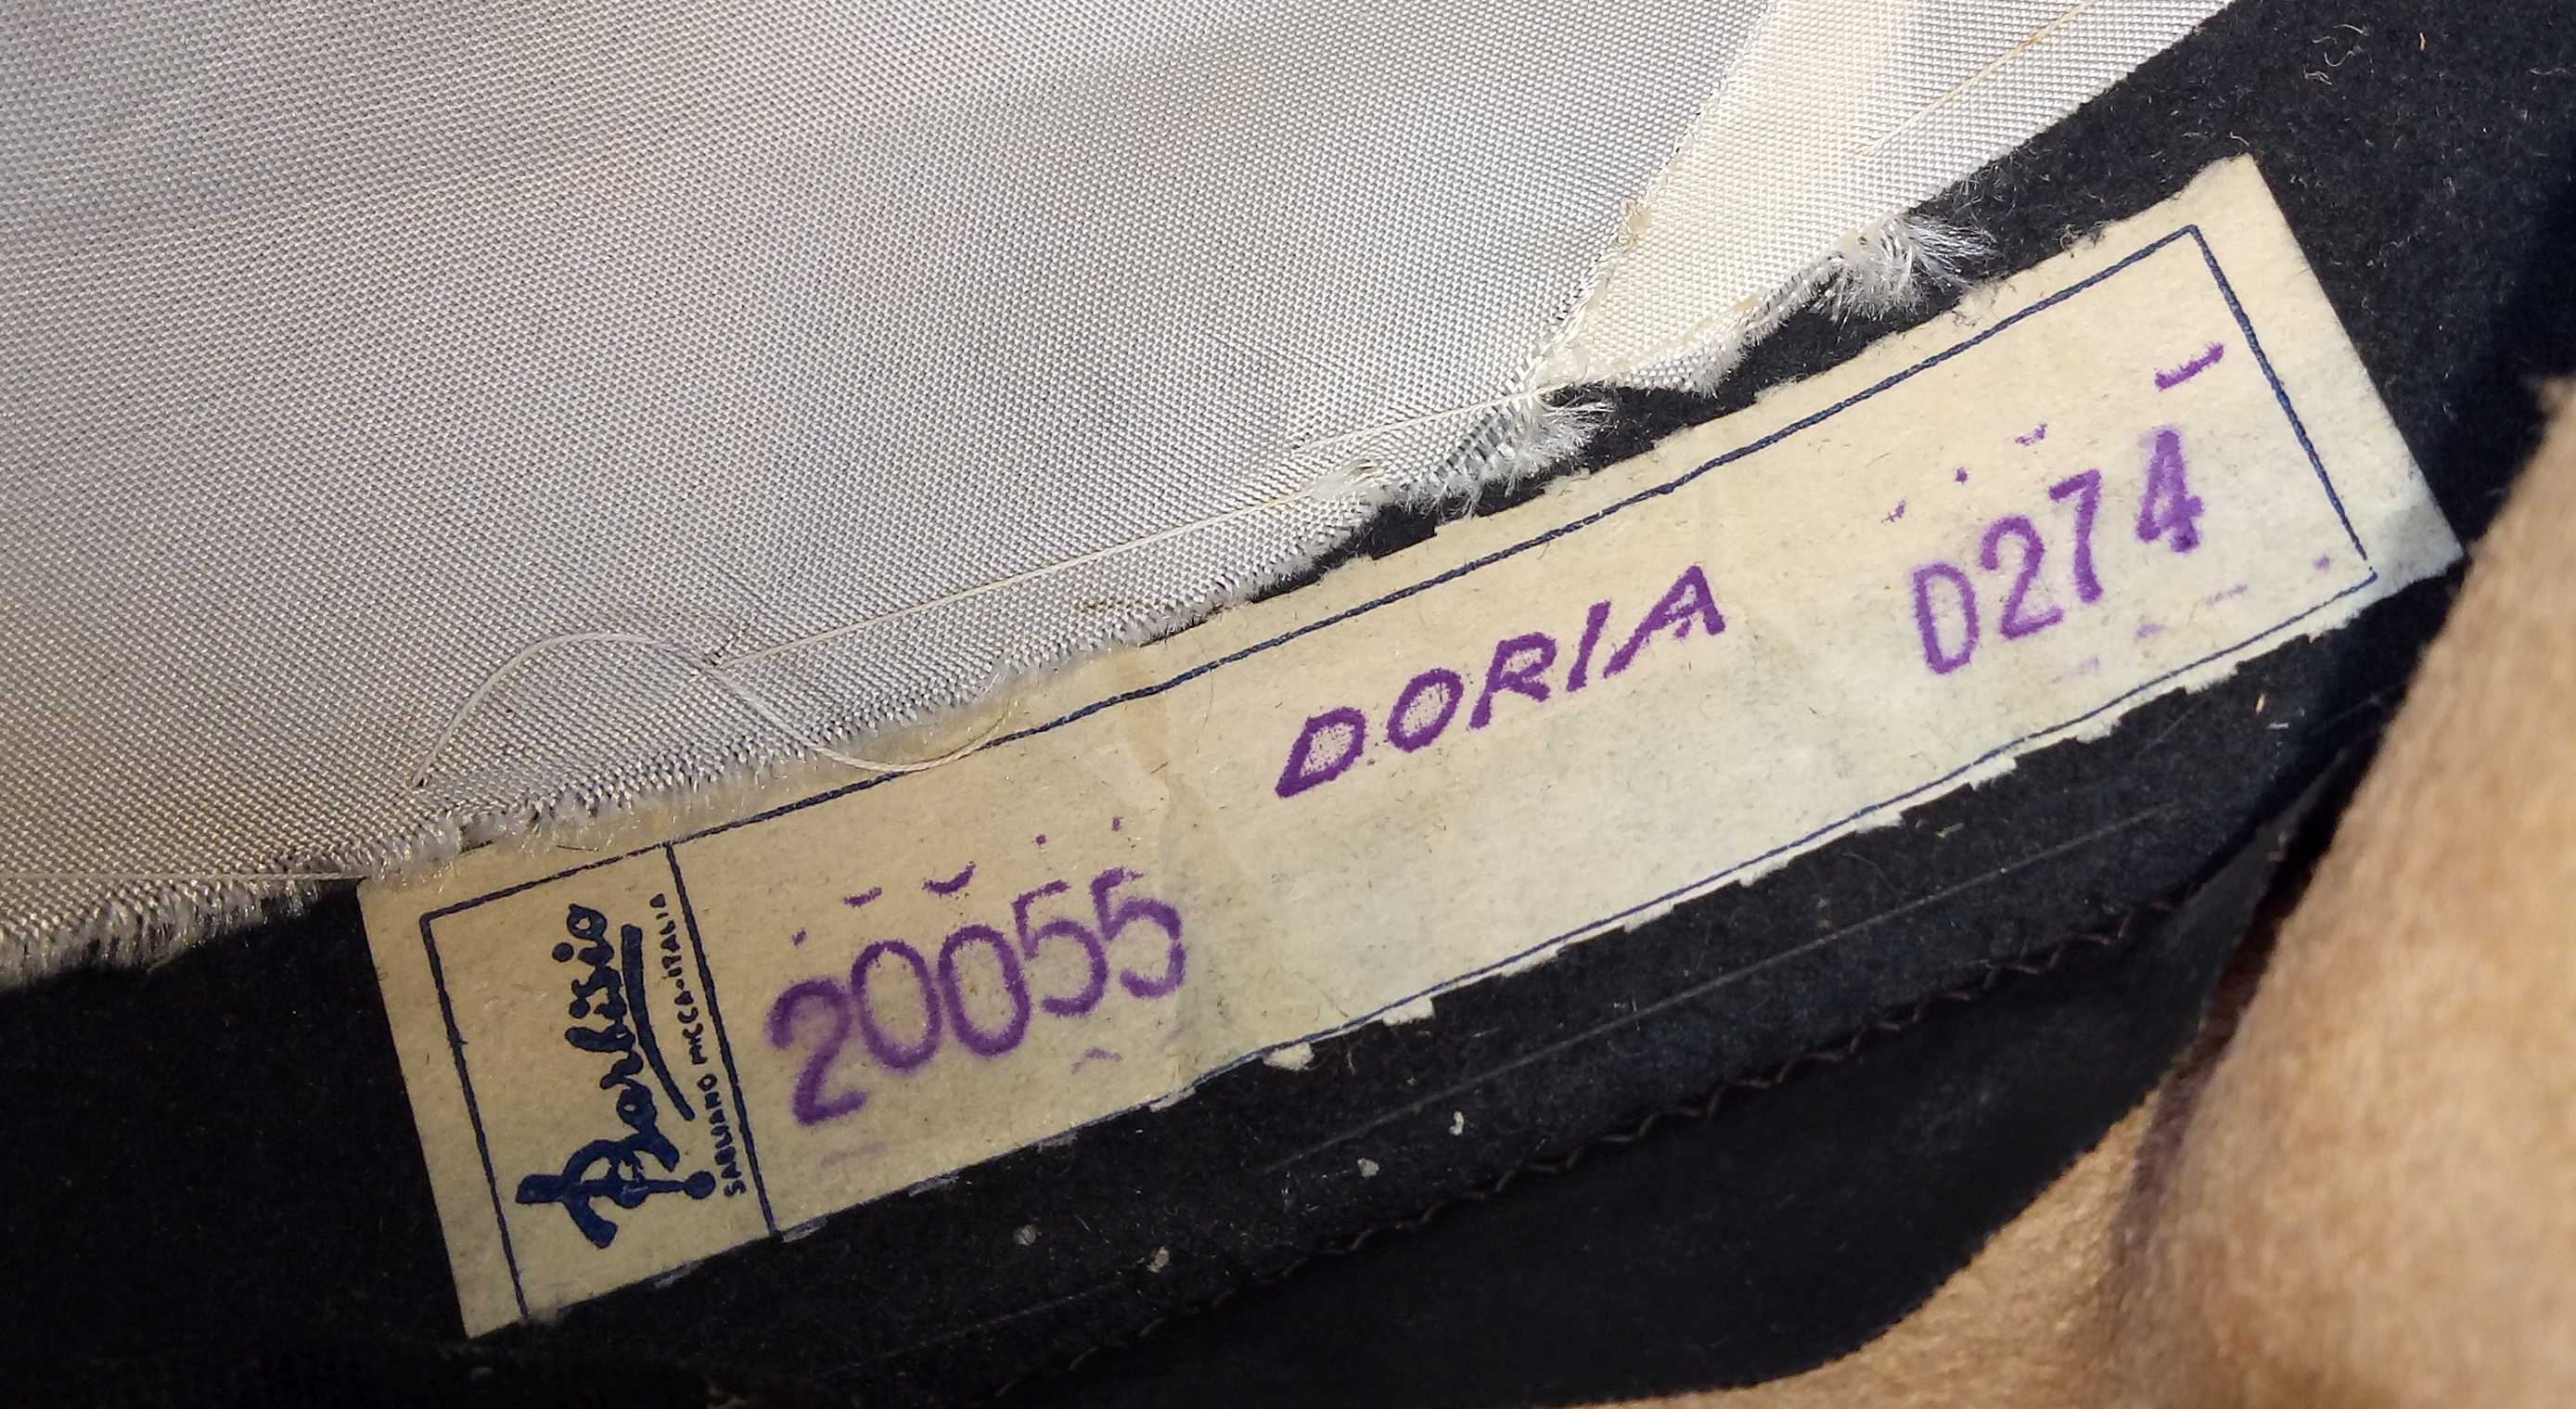 Barbisio
SAGLIANO MICCA·ITALIA
20055 DORIA 0274